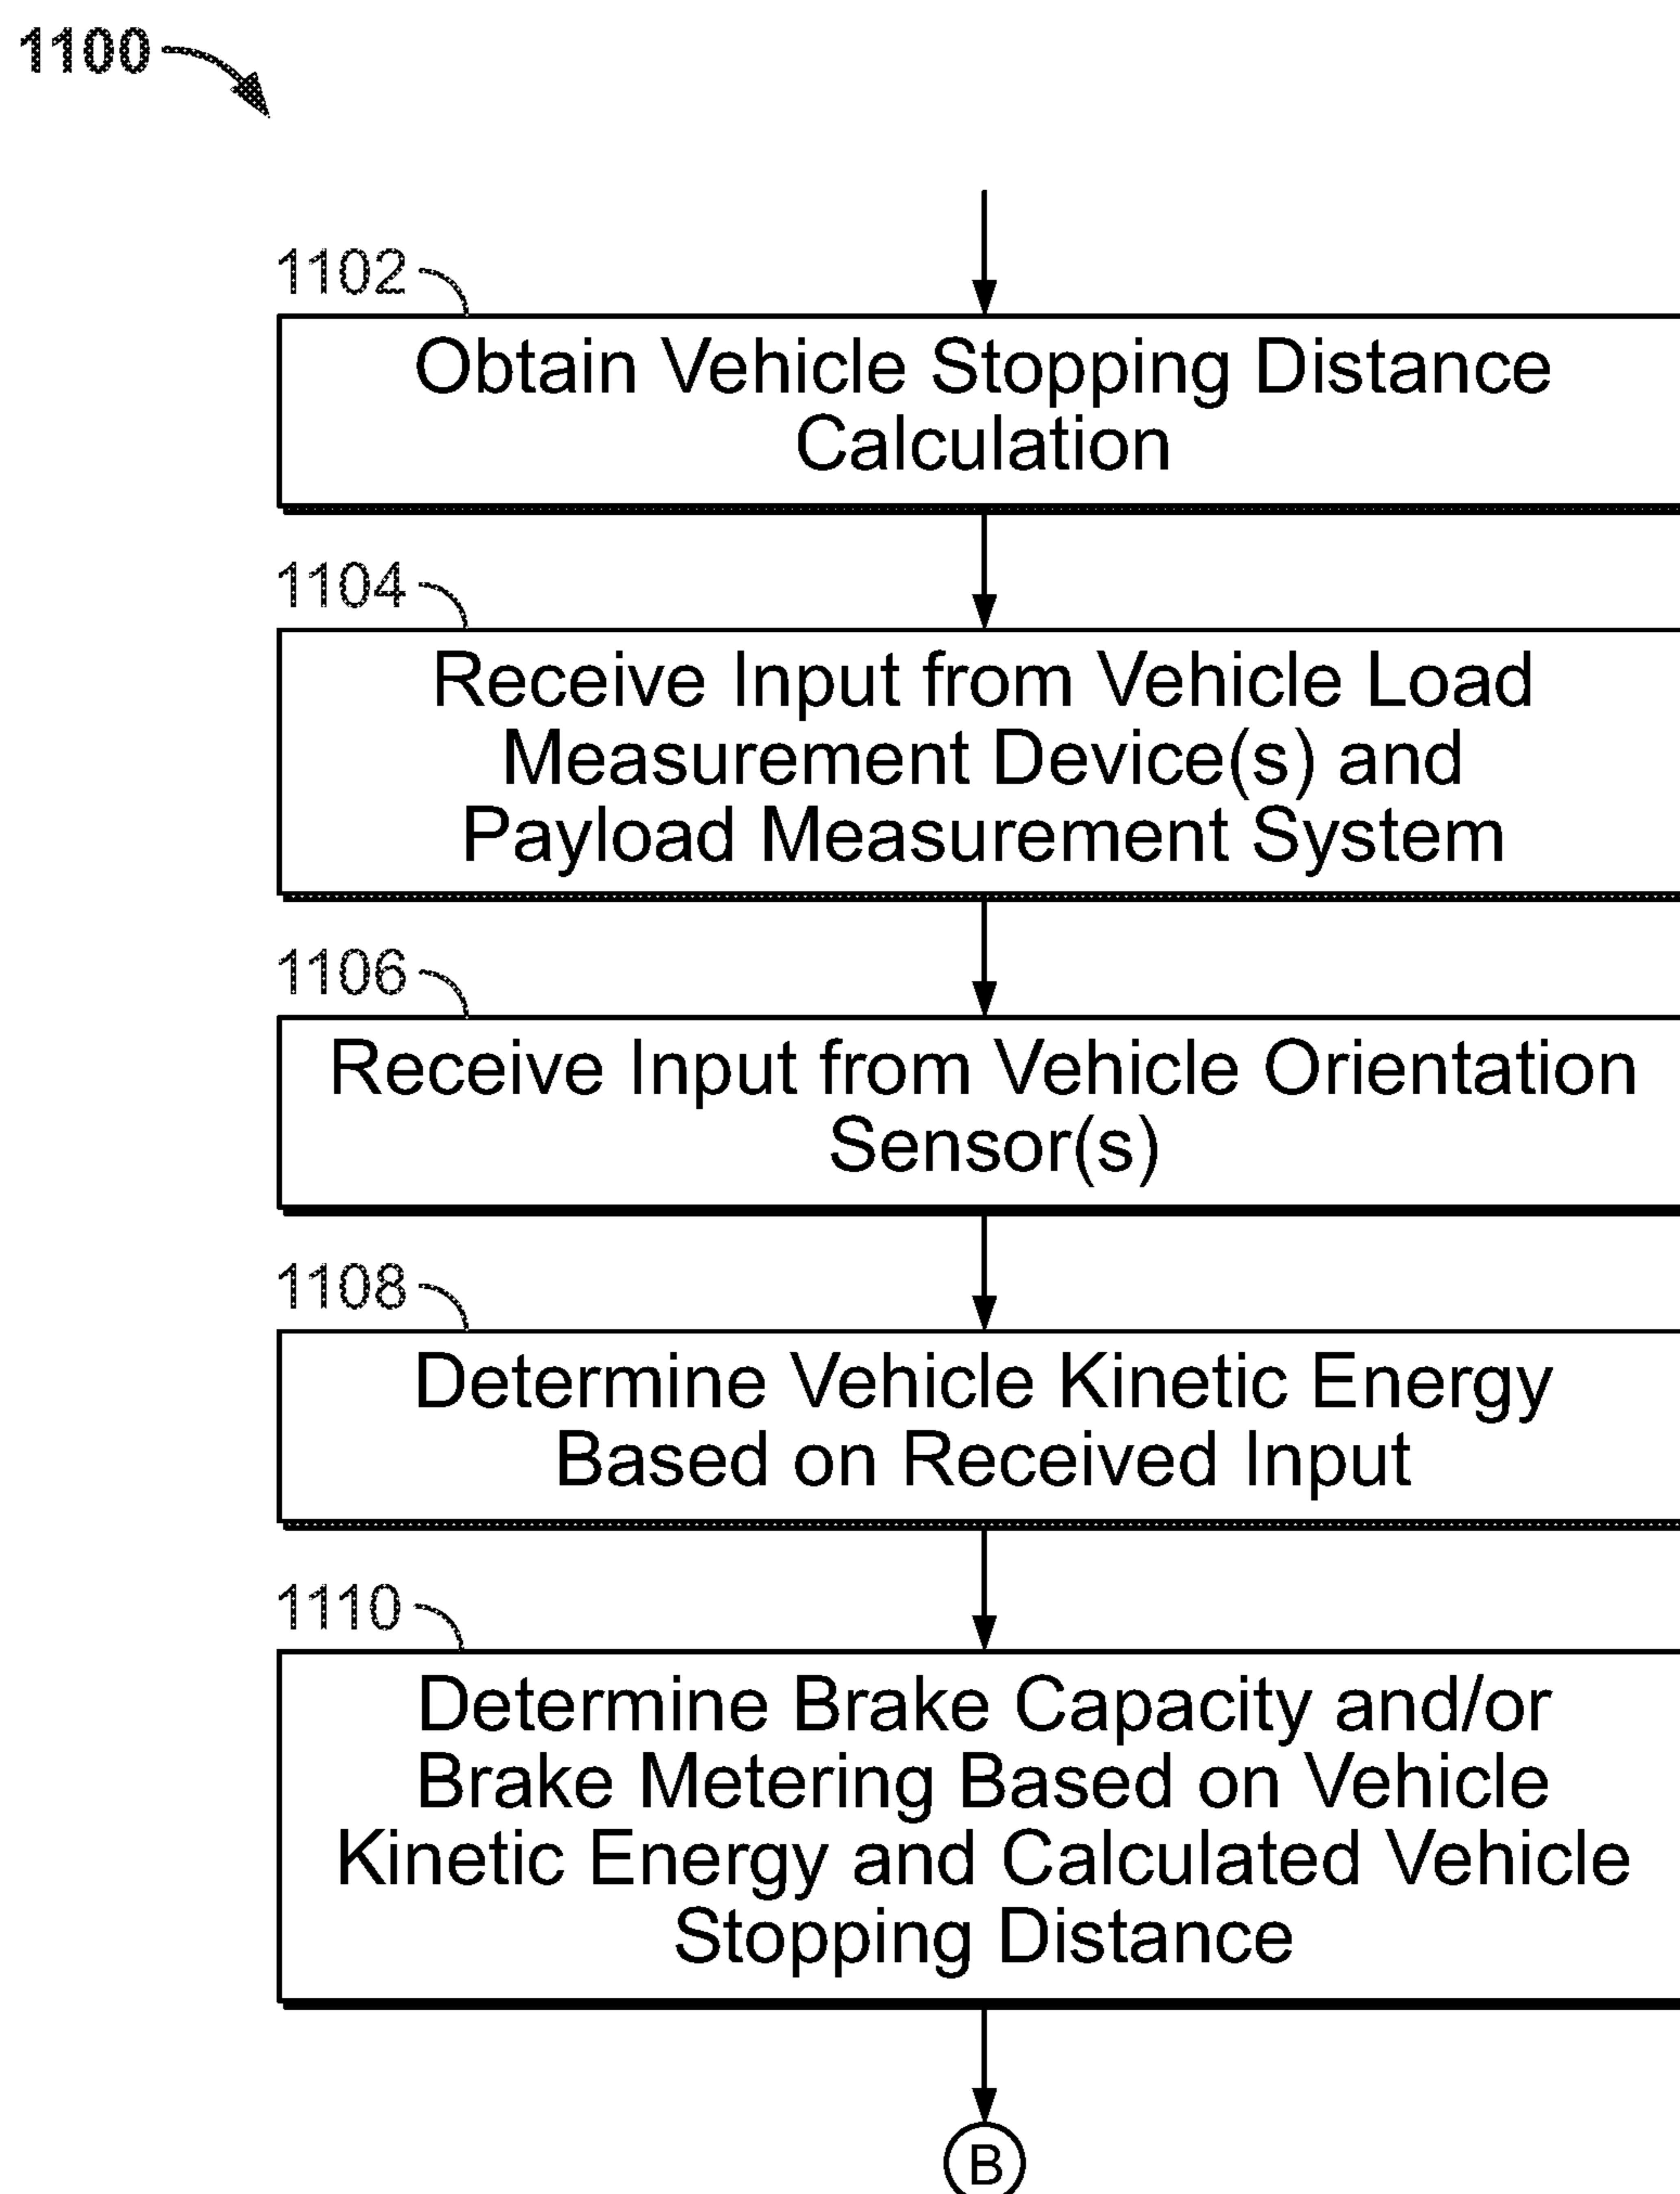 1100
1102
Obtain Vehicle Stopping Distance
Calculation
1104
Receive Input from Vehicle Load
Measurement Device(s) and
Payload Measurement System
1106
Receive Input from Vehicle Orientation
Sensor(s)
1108
Determine Vehicle Kinetic Energy
Based on Received Input
1110
Determine Brake Capacity and/or
Brake Metering Based on Vehicle
Kinetic Energy and Calculated Vehicle
Stopping Distance
B